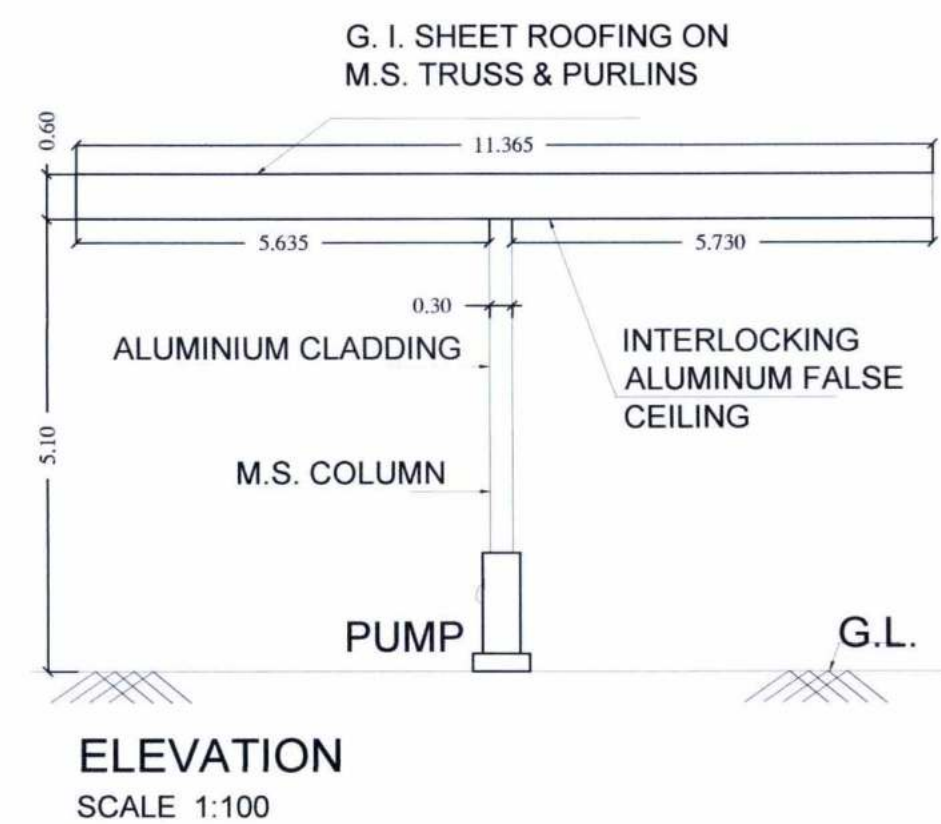 G. I. SHEET ROOFING ON
M.S. TRUSS & PURLINS
0.60
11.365
5.635
5.730
0.30
ALUMINIUM CLADDING
INTERLOCKING
ALUMINUM FALSE
CEILING
5.10
M.S. COLUMN
PUMP
G.L.
ELEVATION
SCALE 1:100